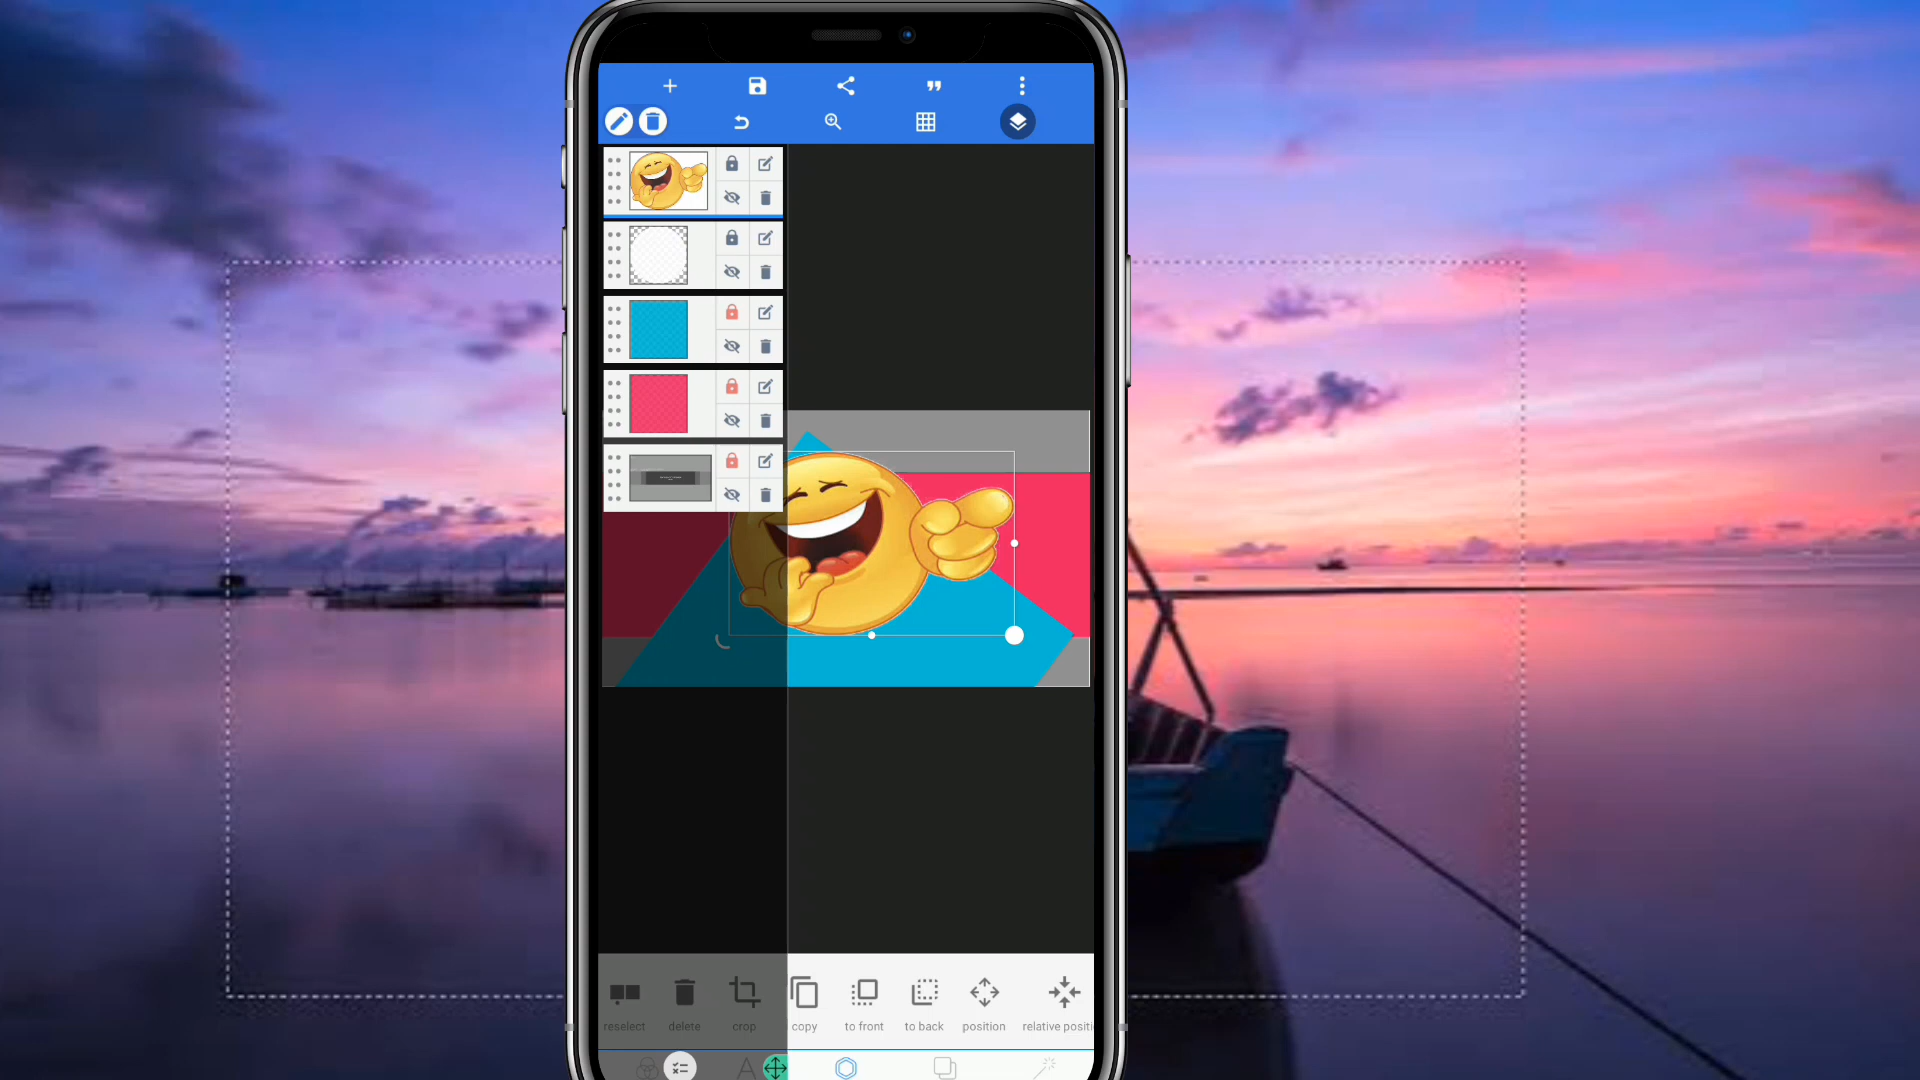 reselect delete crop copy to front to back position relative positi